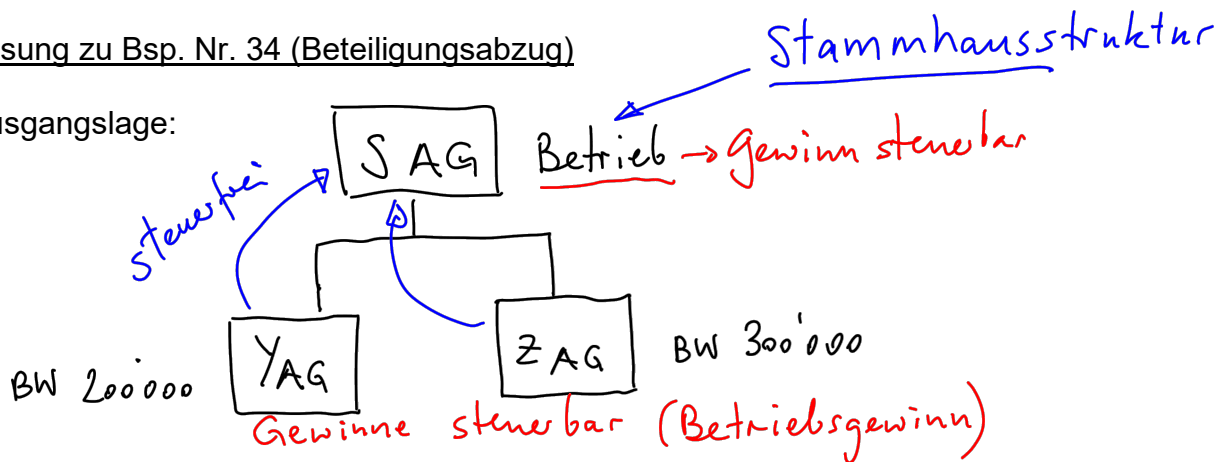 sung zu Bsp. Nr. 34 (Beteiligungsabzug)
Stammhausstruktur
usgangslage:
S AG
Betrieb → Gewinn steuerbar
steuerfrei
BW 200'000
Y AG
Z AG
BW 300'000
Gewinne steuerbar (Betriebsgewinn)